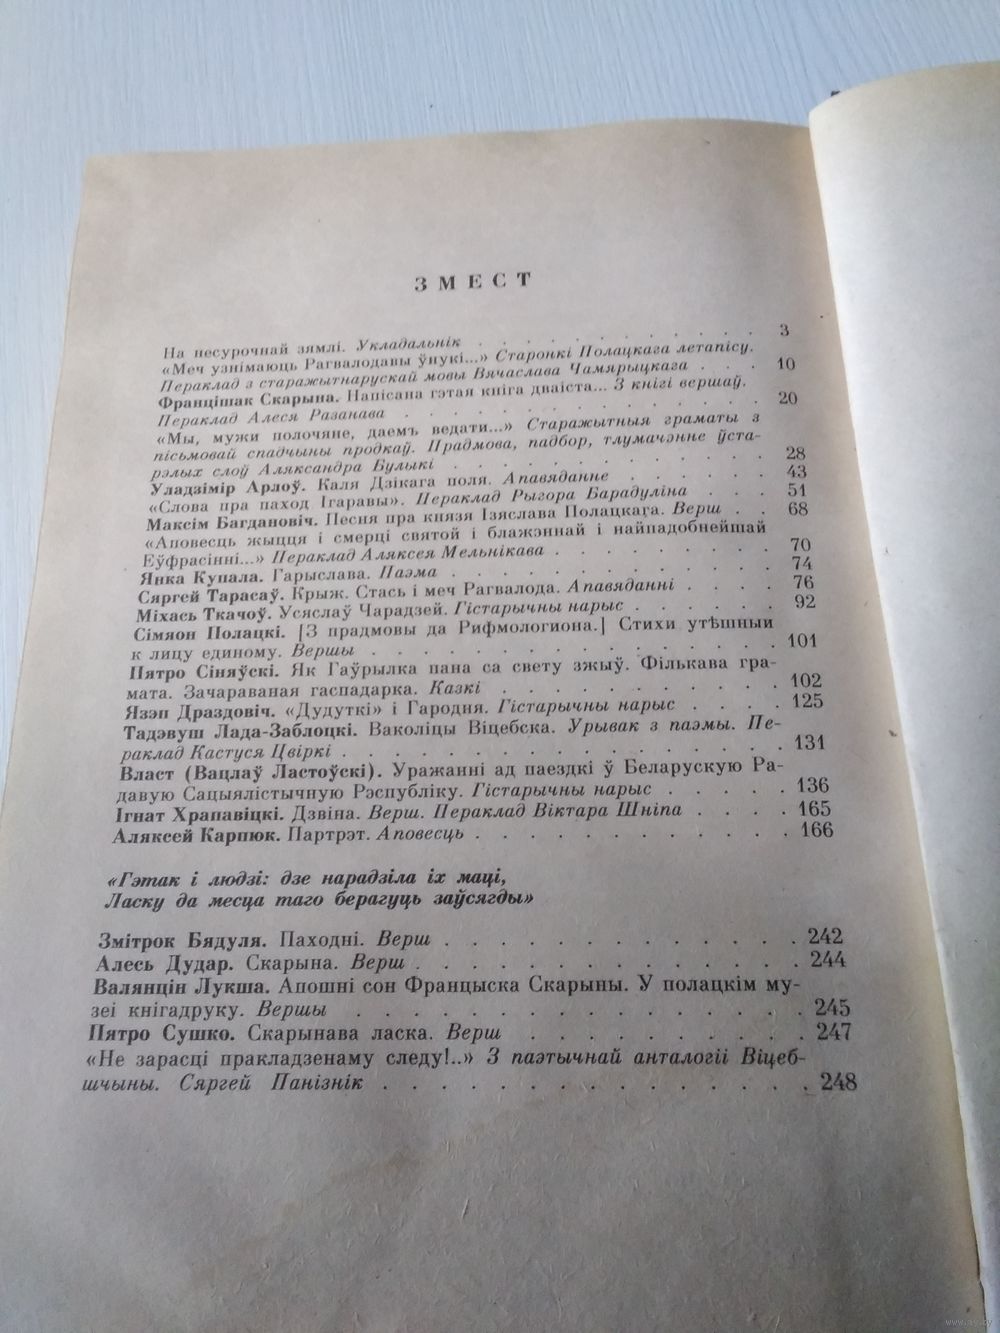 ЗМЕСТ
На несурочнай зямлі. Укладальнік . . . . . . . . . 3
«Меч узнімаюць Рагвалодавы ўнукі...» Старонкі Полацкага летапісу.
Пераклад з старажытнарускай мовы Вячаслава Чамярыцкага . . . 10
Францішак Скарына. Напісана гэтая кніга дваіста... З кнігі вершаў.
Пераклад Алеся Разанава . . . . . . . . . . . 20
«Мы, мужи полочяне, даемъ ведати...» Старажытныя граматы з
пісьмовай спадчыны продкаў. Прадмова, падбор, тлумачэнне ўста-
рэлых слоў Аляксандра Булыкі . . . . . . . . . . 28
Уладзімір Арлоў. Каля Дзікага поля. Апавяданне . . . . . 43
«Слова пра паход Ігаравы». Пераклад Рыгора Барадуліна . . . 51
Максім Багдановіч. Песня пра князя Ізяслава Полацкага. Верш . . 68
«Аповесць жыцця і смерці святой і блажэннай і найпадобнейшай
Еўфрасінні...» Пераклад Аляксея Мельнікава . . . . . . . 70
Янка Купала. Гарыслава. Паэма . . . . . . . . . . . 74
Сяргей Тарасаў. Крыж. Стась і меч Рагвалода. Апавяданні . . . . 76
Міхась Ткачоў. Усяслаў Чарадзей. Гістарычны нарыс . . . . . . 92
Сімяон Полацкі. [З прадмовы да Рифмологиона.] Стихи утѣшныи
к лицу единому. Вершы . . . . . . . . . . . . . 101
Пятро Сіняўскі. Як Гаўрылка пана са свету зжыў. Фількава гра-
мата. Зачараваная гаспадарка. Казкі . . . . . . . . . . 102
Язэп Драздовіч. «Дудуткі» і Гародня. Гістарычны нарыс . . . . 125
Тадэвуш Лада-Заблоцкі. Ваколіцы Віцебска. Урывак з паэмы. Пе-
раклад Кастуся Цвіркі . . . . . . . . . . . . . . 131
Власт (Вацлаў Ластоўскі). Уражанні ад паездкі ў Беларускую Ра-
давую Сацыялістычную Рэспубліку. Гістарычны нарыс . . . . . 136
Ігнат Храпавіцкі. Дзвіна. Верш. Пераклад Віктара Шніпа . . . . 165
Аляксей Карпюк. Партрэт. Аповесць . . . . . . . . . . . . 166
«Гэтак і людзі: дзе нарадзіла іх маці,
Ласку да месца таго берагуць заўсягды»
Змітрок Бядуля. Паходні. Верш . . . . . . . . . . . . . 242
Алесь Дудар. Скарына. Верш . . . . . . . . . . . . . . 244
Валянцін Лукша. Апошні сон Францыска Скарыны. У полацкім му-
зеі кнігадруку. Вершы . . . . . . . . . . . . . . . 245
Пятро Сушко. Скарынава ласка. Верш . . . . . . . . . . 247
«Не зарасці пракладзенаму следу!..» З паэтычнай анталогіі Віцеб-
шчыны. Сяргей Панізнік . . . . . . . . . . . . . . . 248
www.ay.by